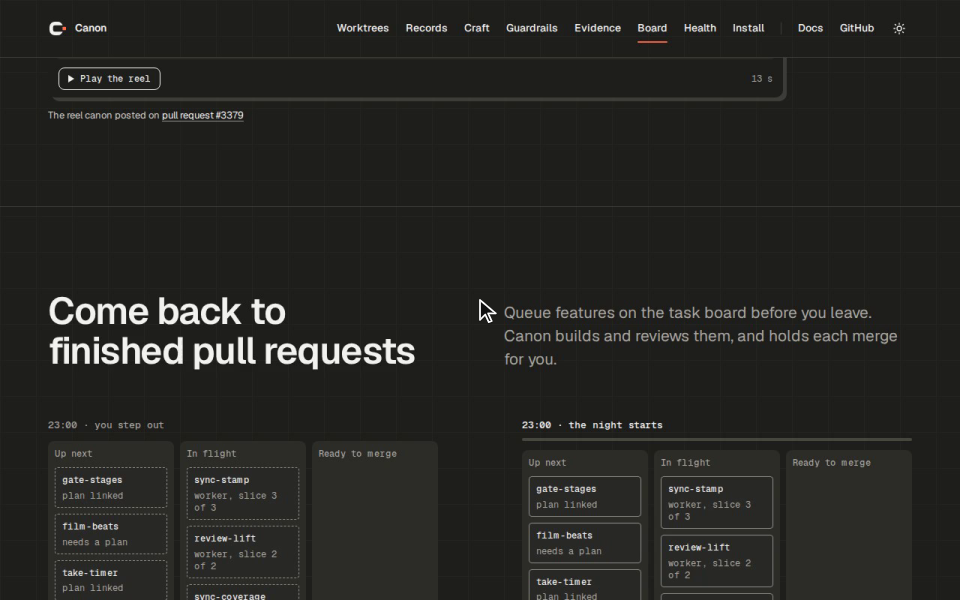 Canon
Worktrees Records Craft Guardrails Evidence Board Health Install Docs GitHub
Play the reel
13 s
The reel canon posted on pull request #3379
Come back to
finished pull requests
Queue features on the task board before you leave.
Canon builds and reviews them, and holds each merge
for you.
23:00 · you step out
Up next
gate-stages
plan linked
film-beats
needs a plan
take-timer
plan linked
In flight
sync-stamp
worker, slice 3
of 3
review-lift
worker, slice 2
of 2
sync-coverage
Ready to merge
23:00 · the night starts
Up next
gate-stages
plan linked
film-beats
needs a plan
take-timer
plan linked
In flight
sync-stamp
worker, slice 3
of 3
review-lift
worker, slice 2
of 2
Ready to merge